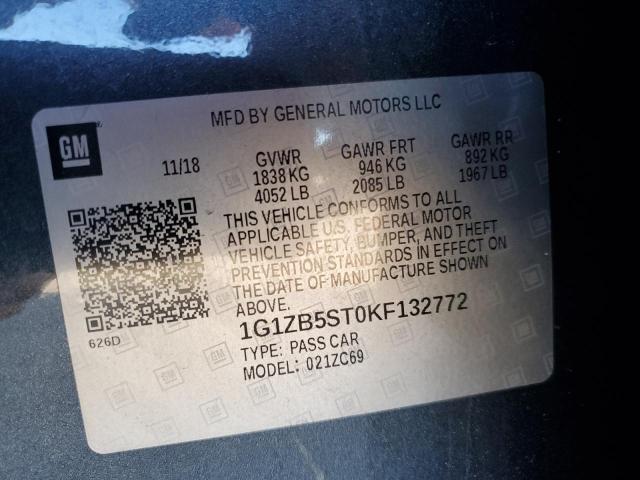 MFD BY GENERAL MOTORS LLC
GM
11/18
GVWR GAWR FRT GAWR RR
1838 KG 946 KG 892 KG
4052 LB 2085 LB 1967 LB
THIS VEHICLE CONFORMS TO ALL
APPLICABLE U.S. FEDERAL MOTOR
VEHICLE SAFETY, BUMPER, AND THEFT
PREVENTION STANDARDS IN EFFECT ON
THE DATE OF MANUFACTURE SHOWN
ABOVE.
626D
1G1ZB5ST0KF132772
TYPE: PASS CAR
MODEL: 021ZC69